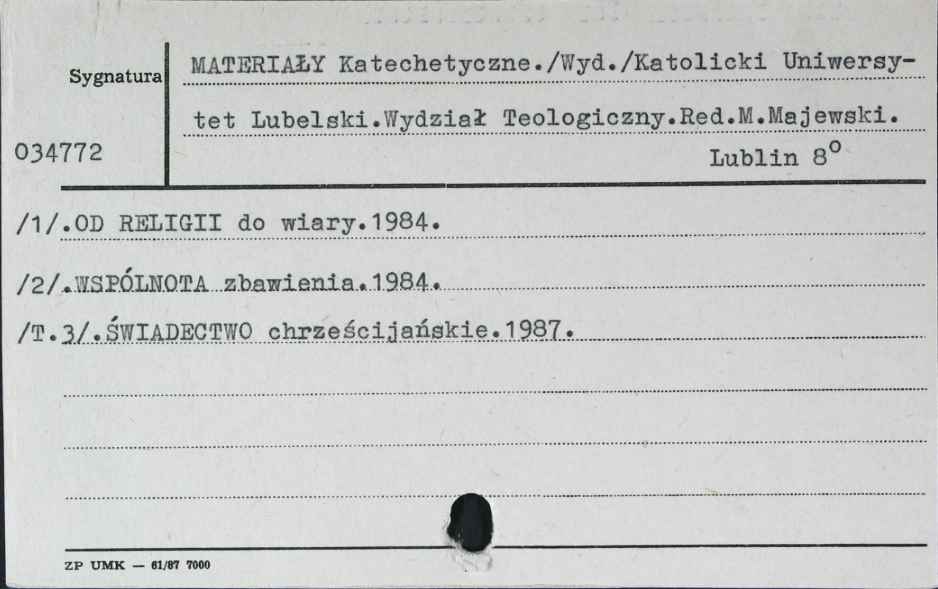 Sygnatura
MATERIAŁY Katechetyczne./Wyd./Katolicki Uniwersy-
tet Lubelski.Wydział Teologiczny.Red.M.Majewski.
034772
Lublin 8°
/1/.OD RELIGII do wiary.1984.
/2/.WSPÓLNOTA zbawienia.1984.
/T.3/.ŚWIADECTWO chrześcijańskie.1987.
ZP UMK — 61/87 7000